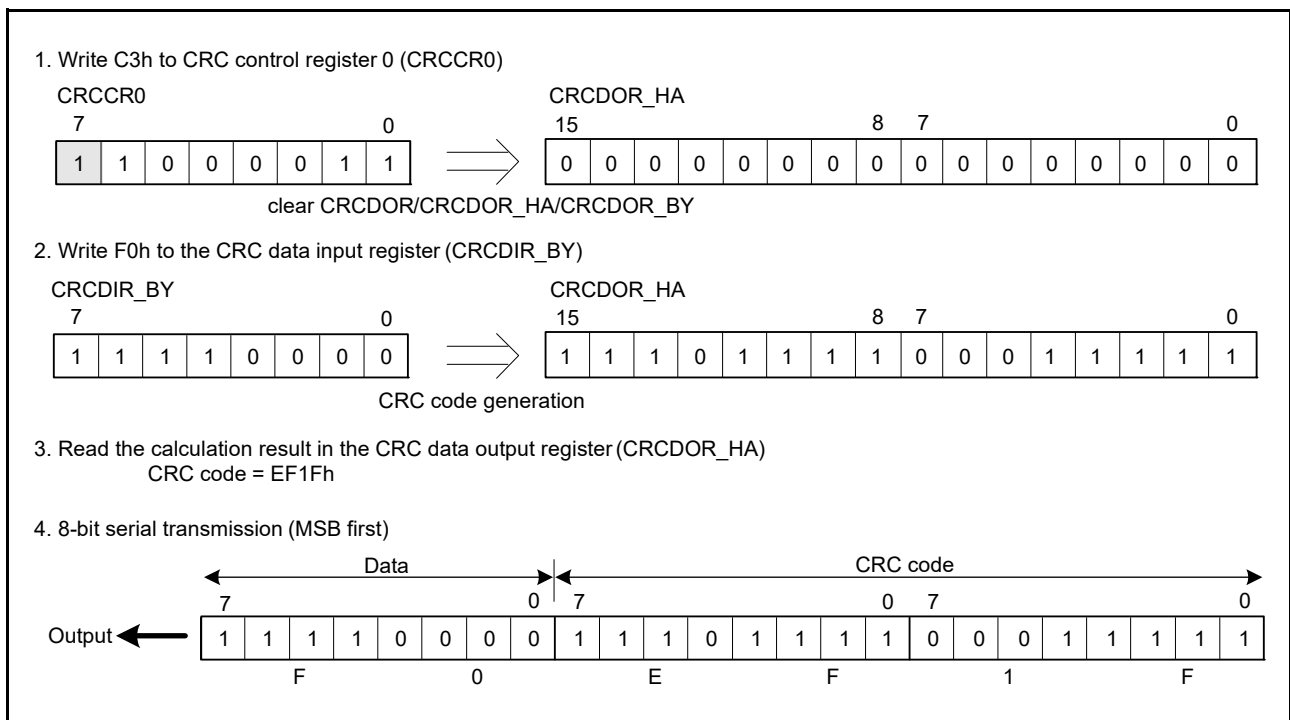 1. Write C3h to CRC control register 0 (CRCCR0)
CRCCR0 CRCDOR_HA
7 0 15 8 7 0
1 1 0 0 0 0 1 1 0 0 0 0 0 0 0 0 0 0 0 0 0 0 0 0
clear CRCDOR/CRCDOR_HA/CRCDOR_BY
2. Write F0h to the CRC data input register (CRCDIR_BY)
CRCDIR_BY CRCDOR_HA
7 0 15 8 7 0
1 1 1 1 0 0 0 0 1 1 1 0 1 1 1 1 0 0 0 1 1 1 1 1
CRC code generation
3. Read the calculation result in the CRC data output register (CRCDOR_HA)
CRC code = EF1Fh
4. 8-bit serial transmission (MSB first)
Data CRC code
7 0 7 0 7 0
Output 1 1 1 1 0 0 0 0 1 1 1 0 1 1 1 1 0 0 0 1 1 1 1 1
F 0 E F 1 F